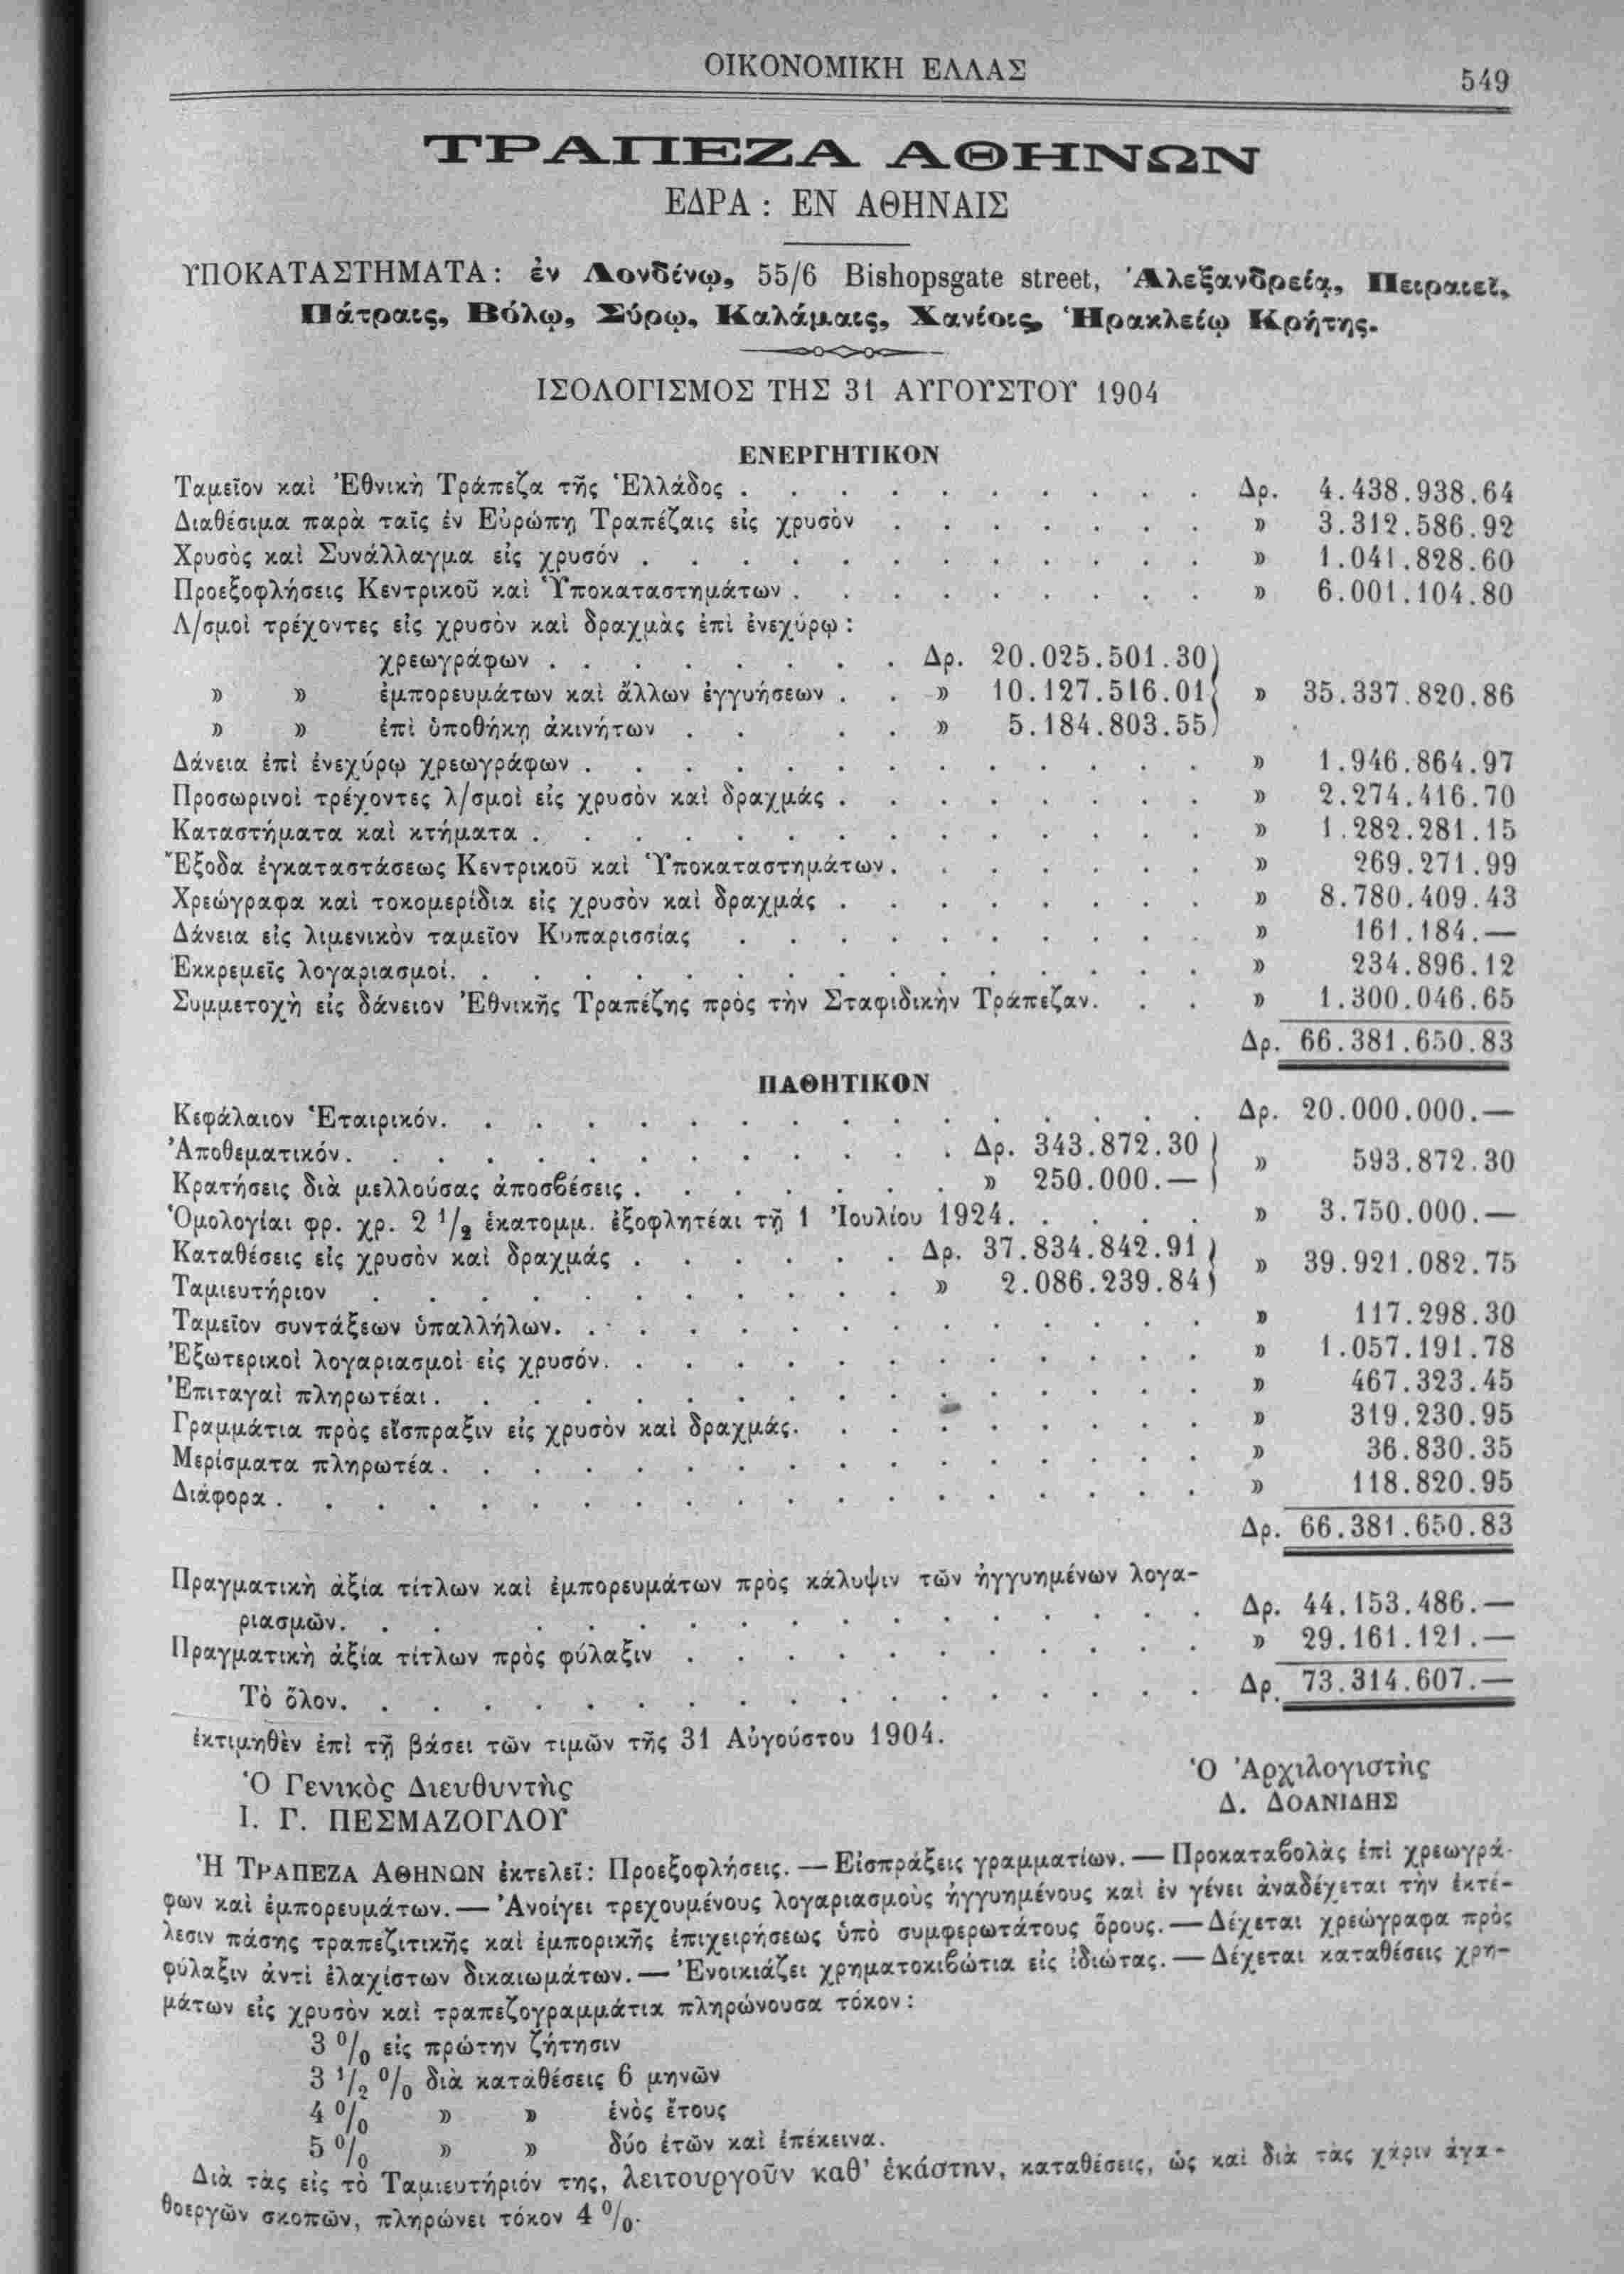 ΟΙΚΟΝΟΜΙΚΗ ΕΛΛΑΣ
549
ΤΡΑΠΕΖΑ ΑΘΗΝΩΝ
ΕΔΡΑ : ΕΝ ΑΘΗΝΑΙΣ
ΥΠΟΚΑΤΑΣΤΗΜΑΤΑ: ἐν Λονδίνῳ, 55/6 Bishopsgate street, Ἀλεξανδρείᾳ, Πειραιεῖ,
Πάτραις, Βόλῳ, Σύρῳ, Καλάμαις, Χανίοις, Ἡρακλείῳ Κρήτης.
ΙΣΟΛΟΓΙΣΜΟΣ ΤΗΣ 31 ΑΥΓΟΥΣΤΟΥ 1904
ΕΝΕΡΓΗΤΙΚΟΝ
Ταμεῖον καὶ Ἐθνικὴ Τράπεζα τῆς Ἑλλάδος . . . . . . . . . . Δρ. 4.438.938.64
Διαθέσιμα παρὰ ταῖς ἐν Εὐρώπῃ Τραπέζαις εἰς χρυσὸν . . . . . . . » 3.312.586.92
Χρυσὸς καὶ Συνάλλαγμα εἰς χρυσόν . . . . . . . . . . . . » 1.041.828.60
Προεξοφλήσεις Κεντρικοῦ καὶ Ὑποκαταστημάτων . . . . . . . . . » 6.001.104.80
Λ/σμοὶ τρέχοντες εἰς χρυσὸν καὶ δραχμὰς ἐπὶ ἐνεχύρῳ :
χρεωγράφων . . . . . . . . Δρ. 20.025.501.30
» » ἐμπορευμάτων καὶ ἄλλων ἐγγυήσεων . . » 10.127.516.01 » 35.337.820.86
» » ἐπὶ ὑποθήκῃ ἀκινήτων . . . . . » 5.184.803.55
Δάνεια ἐπὶ ἐνεχύρῳ χρεωγράφων . . . . . . . . . . . . . » 1.946.864.97
Προσωρινοὶ τρέχοντες λ/σμοὶ εἰς χρυσὸν καὶ δραχμάς . . . . . . . . » 2.274.416.70
Καταστήματα καὶ κτήματα . . . . . . . . . . . . . . » 1.282.281.15
Ἔξοδα ἐγκαταστάσεως Κεντρικοῦ καὶ Ὑποκαταστημάτων . . . . . . . » 269.271.99
Χρεώγραφα καὶ τοκομερίδια εἰς χρυσὸν καὶ δραχμάς . . . . . . . . » 8.780.409.43
Δάνεια εἰς λιμενικὸν ταμεῖον Κυπαρισσίας . . . . . . . . . . » 161.184.—
Ἐκκρεμεῖς λογαριασμοί. . . . . . . . . . . . . . . . » 234.896.12
Συμμετοχὴ εἰς δάνειον Ἐθνικῆς Τραπέζης πρὸς τὴν Σταφιδικὴν Τράπεζαν. . . » 1.300.046.65
Δρ. 66.381.650.83
ΠΑΘΗΤΙΚΟΝ
Κεφάλαιον Ἑταιρικόν. . . . . . . . . . . . . . . . Δρ. 20.000.000.—
Ἀποθεματικόν. . . . . . . . . . . . . Δρ. 343.872.30
» 593.872.30
Κρατήσεις διὰ μελλούσας ἀποσβέσεις . . . . . . . » 250.000.—
Ὁμολογίαι φρ. χρ. 2 1/2 ἑκατομμ. ἐξοφλητέαι τῇ 1 Ἰουλίου 1924. . . . . » 3.750.000.—
Καταθέσεις εἰς χρυσὸν καὶ δραχμάς . . . . . . Δρ. 37.834.842.91
» 39.921.082.75
Ταμιευτήριον . . . . . . . . . . . » 2.086.239.84
Ταμεῖον συντάξεων ὑπαλλήλων. . . . . . . . . . . . . . » 117.298.30
Ἐξωτερικοὶ λογαριασμοὶ εἰς χρυσόν. . . . . . . . . . . . . » 1.057.191.78
Ἐπιταγαὶ πληρωτέαι . . . . . . . . . . . . . . . . » 467.323.45
Γραμμάτια πρὸς εἴσπραξιν εἰς χρυσὸν καὶ δραχμάς. . . . . . . . . » 319.230.95
Μερίσματα πληρωτέα . . . . . . . . . . . . . . . . » 36.830.35
Διάφορα . . . . . . . . . . . . . . . . . . . » 118.820.95
Δρ. 66.381.650.83
Πραγματικὴ ἀξία τίτλων καὶ ἐμπορευμάτων πρὸς κάλυψιν τῶν ἠγγυημένων λογα-
ριασμῶν. . . . . . . . . . . . . . . . . Δρ. 44.153.486.—
Πραγματικὴ ἀξία τίτλων πρὸς φύλαξιν . . . . . . . . . . . » 29.161.121.—
Τὸ ὅλον. . . . . . . . . . . . . . . . . . Δρ. 73.314.607.—
ἐκτιμηθὲν ἐπὶ τῇ βάσει τῶν τιμῶν τῆς 31 Αὐγούστου 1904.
Ὁ Γενικὸς Διευθυντὴς
Ι. Γ. ΠΕΣΜΑΖΟΓΛΟΥ
Ὁ Ἀρχιλογιστὴς
Δ. ΔΟΑΝΙΔΗΣ
Ἡ ΤΡΑΠΕΖΑ ΑΘΗΝΩΝ ἐκτελεῖ: Προεξοφλήσεις. — Εἰσπράξεις γραμματίων. — Προκαταβολὰς ἐπὶ χρεωγρά-
φων καὶ ἐμπορευμάτων. — Ἀνοίγει τρεχουμένους λογαριασμοὺς ἠγγυημένους καὶ ἐν γένει ἀναδέχεται τὴν ἐκτέ-
λεσιν πάσης τραπεζιτικῆς καὶ ἐμπορικῆς ἐπιχειρήσεως ὑπὸ συμφερωτάτους ὅρους. — Δέχεται χρεώγραφα πρὸς
φύλαξιν ἀντὶ ἐλαχίστων δικαιωμάτων. — Ἐνοικιάζει χρηματοκιβώτια εἰς ἰδιώτας. — Δέχεται καταθέσεις χρη-
μάτων εἰς χρυσὸν καὶ τραπεζογραμμάτια πληρώνουσα τόκον :
3 0/0 εἰς πρώτην ζήτησιν
3 1/2 0/0 διὰ καταθέσεις 6 μηνῶν
4 0/0 » » ἑνὸς ἔτους
5 0/0 » » δύο ἐτῶν καὶ ἐπέκεινα.
Διὰ τὰς εἰς τὸ Ταμιευτήριόν της, λειτουργοῦν καθ' ἑκάστην, καταθέσεις, ὡς καὶ διὰ τὰς χάριν ἀγα-
θοεργῶν σκοπῶν, πληρώνει τόκον 4 0/0.